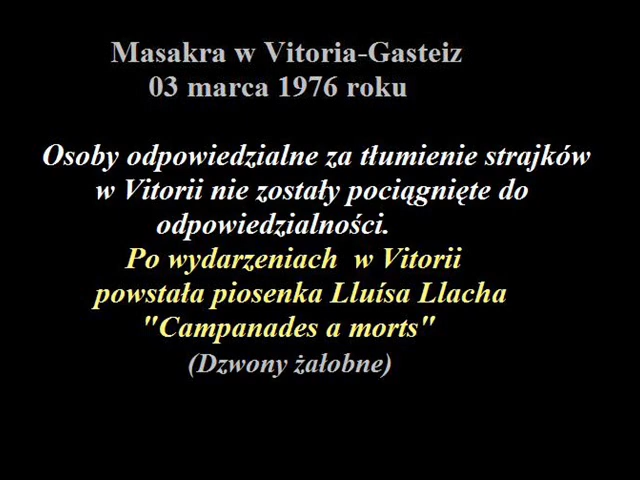 Masakra w Vitoria-Gasteiz
03 marca 1976 roku
Osoby odpowiedzialne za tłumienie strajków
w Vitorii nie zostały pociągnięte do
odpowiedzialności.
Po wydarzeniach w Vitorii
powstała piosenka Lluísa Llacha
"Campanades a morts"
(Dzwony żałobne)